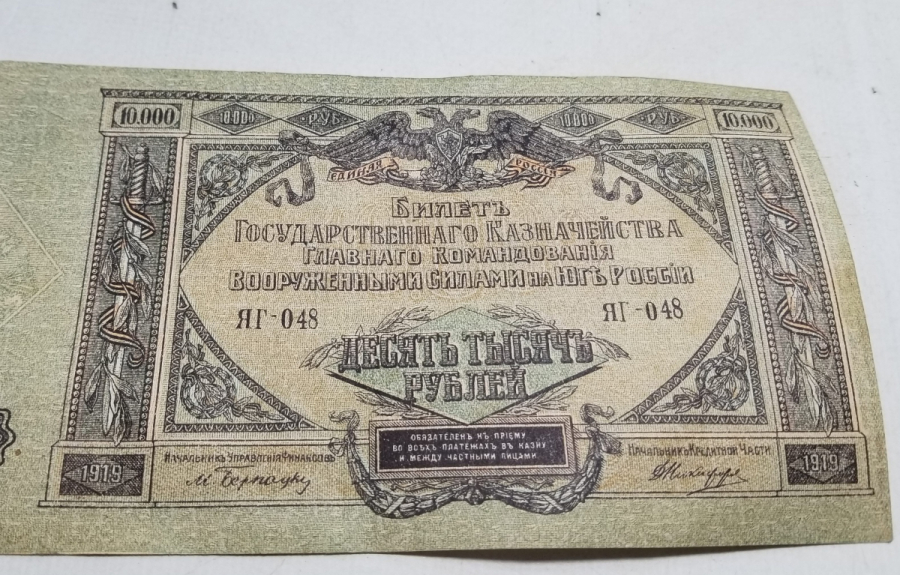 10.000 10.000 РУБ 10.000 РУБ 10.000
ЕДИНАЯ РОССIЯ
БИЛЕТЪ
ГОСУДАРСТВЕННАГО КАЗНАЧЕЙСТВА
ГЛАВНАГО КОМАНДОВАНІЯ
ВООРУЖЕННЫМИ СИЛАМИ НА ЮГѢ РОССІИ
ЯГ-048 ЯГ-048
ДЕСЯТЬ ТЫСЯЧЪ
РУБЛЕЙ
ОБЯЗАТЕЛЕНЪ КЪ ПРІЕМУ
ВО ВСѢХЪ ПЛАТЕЖАХЪ ВЪ КАЗНУ
И МЕЖДУ ЧАСТНЫМИ ЛИЦАМИ.
1919 НАЧАЛЬНИКЪ УПРАВЛЕНІЯ ФИНАНСОВЪ НАЧАЛЬНИКЪ КРЕДИТНОЙ ЧАСТИ 1919